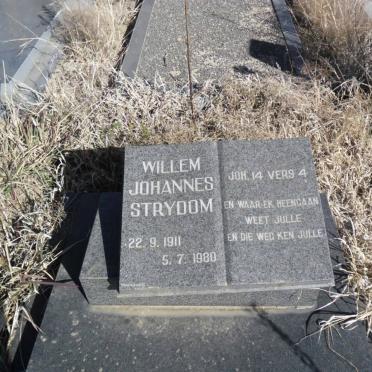 WILLEM
JOHANNES
STRYDOM
22.9.1911
5.7.1980
JOH. 14 VERS 4
EN WAAR EK HEENGAAN
WEET JULLE
EN DIE WEG KEN JULLE